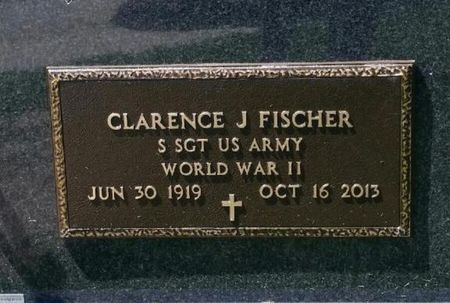 CLARENCE J FISCHER
S SGT US ARMY
WORLD WAR II
JUN 30 1919 OCT 16 2013